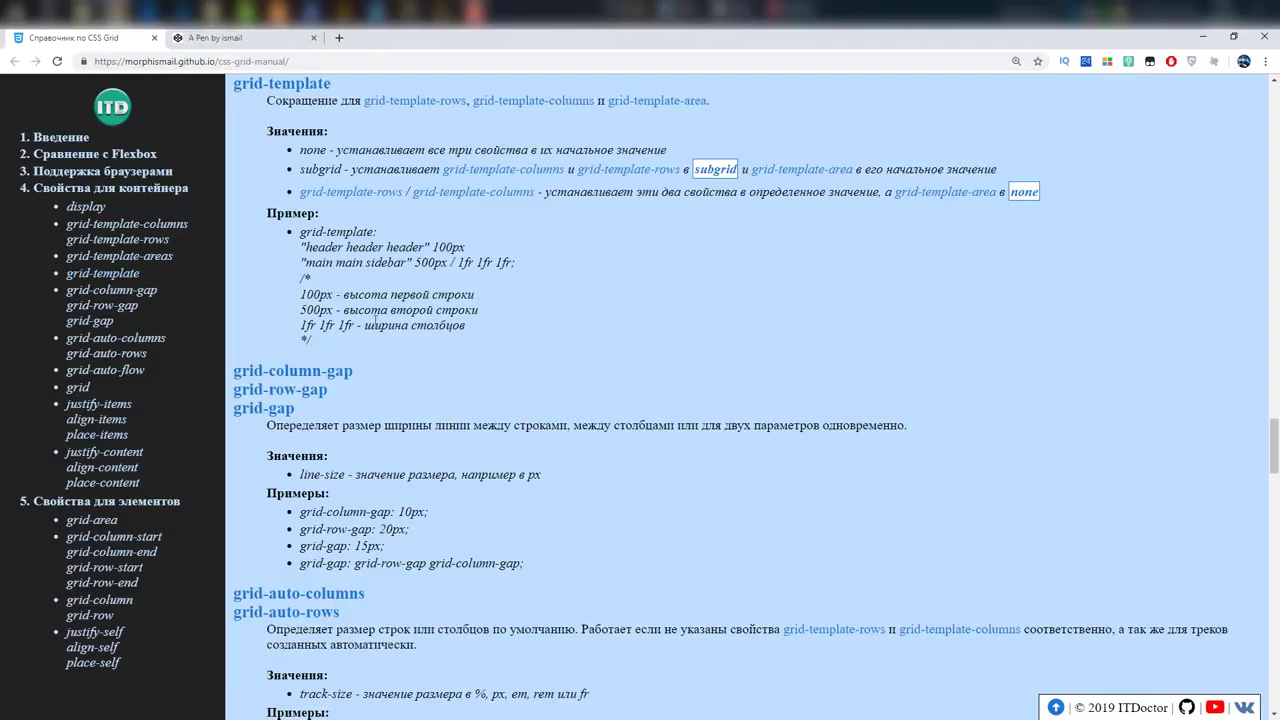 Справочник по CSS Grid
A Pen by ismail
https://morphismail.github.io/css-grid-manual/
ITD
1. Введение
2. Сравнение с Flexbox
3. Поддержка браузерами
4. Свойства для контейнера
display
grid-template-columns
grid-template-rows
grid-template-areas
grid-template
grid-column-gap
grid-row-gap
grid-gap
grid-auto-columns
grid-auto-rows
grid-auto-flow
grid
justify-items
align-items
place-items
justify-content
align-content
place-content
5. Свойства для элементов
grid-area
grid-column-start
grid-column-end
grid-row-start
grid-row-end
grid-column
grid-row
justify-self
align-self
place-self
grid-template
Сокращение для grid-template-rows, grid-template-columns и grid-template-area.
Значения:
none - устанавливает все три свойства в их начальное значение
subgrid - устанавливает grid-template-columns и grid-template-rows в subgrid и grid-template-area в его начальное значение
grid-template-rows / grid-template-columns - устанавливает эти два свойства в определенное значение, а grid-template-area в none
Пример:
grid-template:
"header header header" 100px
"main main sidebar" 500px / 1fr 1fr 1fr;
/*
100px - высота первой строки
500px - высота второй строки
1fr 1fr 1fr - ширина столбцов
*/
grid-column-gap
grid-row-gap
grid-gap
Опеределяет размер ширины линии между строками, между столбцами или для двух параметров одновременно.
Значения:
line-size - значение размера, например в px
Примеры:
grid-column-gap: 10px;
grid-row-gap: 20px;
grid-gap: 15px;
grid-gap: grid-row-gap grid-column-gap;
grid-auto-columns
grid-auto-rows
Определяет размер строк или столбцов по умолчанию. Работает если не указаны свойства grid-template-rows и grid-template-columns соответственно, а так же для треков
созданных автоматически.
Значения:
track-size - значение размера в %, px, em, rem или fr
Примеры:
| © 2019 ITDoctor | | |